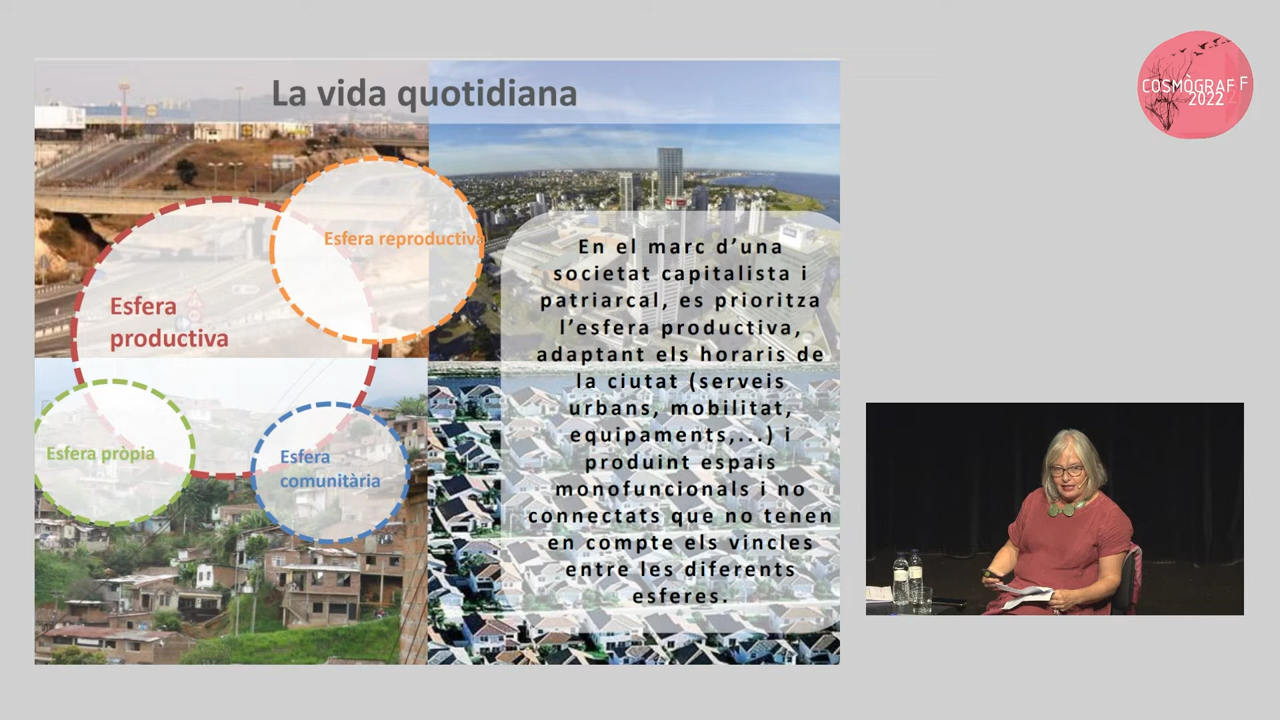 La vida quotidiana
Esfera reproductiva
Esfera
productiva
Esfera pròpia
Esfera
comunitària
En el marc d’una
societat capitalista i
patriarcal, es prioritza
l’esfera productiva,
adaptant els horaris de
la ciutat (serveis
urbans, mobilitat,
equipaments,...) i
produint espais
monofuncionals i no
connectats que no tenen
en compte els vincles
entre les diferents
esferes.
COSMÒGRAF F
2022